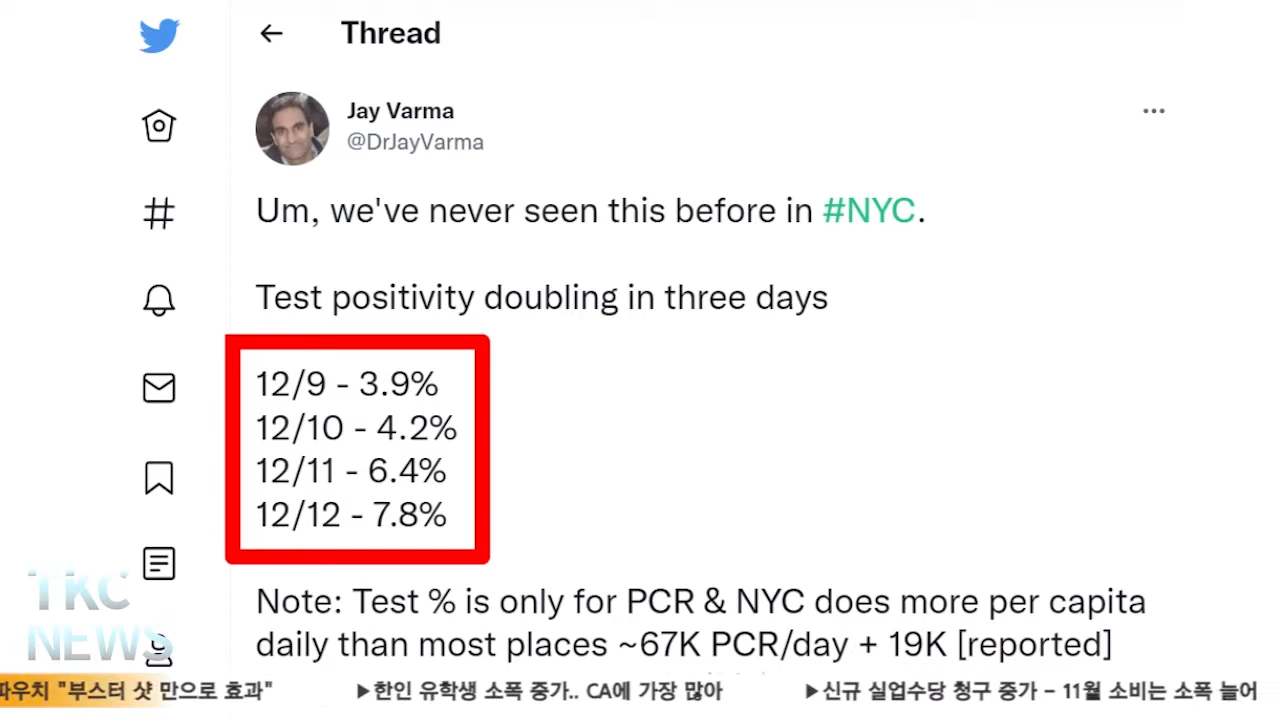 Thread
Jay Varma
@DrJayVarma
Um, we've never seen this before in #NYC.
Test positivity doubling in three days
12/9 - 3.9%
12/10 - 4.2%
12/11 - 6.4%
12/12 - 7.8%
Note: Test % is only for PCR & NYC does more per capita
daily than most places ~67K PCR/day + 19K [reported]
TKC
NEWS
파우치 "부스터 샷 만으로 효과" ▶한인 유학생 소폭 증가.. CA에 가장 많아 ▶신규 실업수당 청구 증가 - 11월 소비는 소폭 늘어